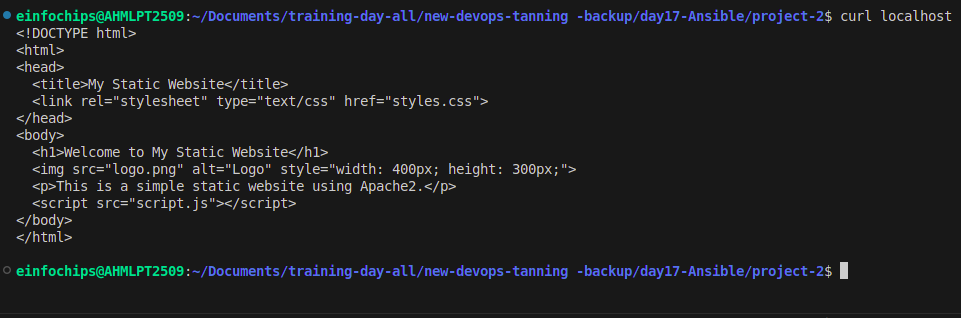 einfochips@AHMLPT2509:~/Documents/training-day-all/new-devops-tanning -backup/day17-Ansible/project-2$ curl localhost
<!DOCTYPE html>
<html>
<head>
  <title>My Static Website</title>
  <link rel="stylesheet" type="text/css" href="styles.css">
</head>
<body>
  <h1>Welcome to My Static Website</h1>
  <img src="logo.png" alt="Logo" style="width: 400px; height: 300px;">
  <p>This is a simple static website using Apache2.</p>
  <script src="script.js"></script>
</body>
</html>
einfochips@AHMLPT2509:~/Documents/training-day-all/new-devops-tanning -backup/day17-Ansible/project-2$